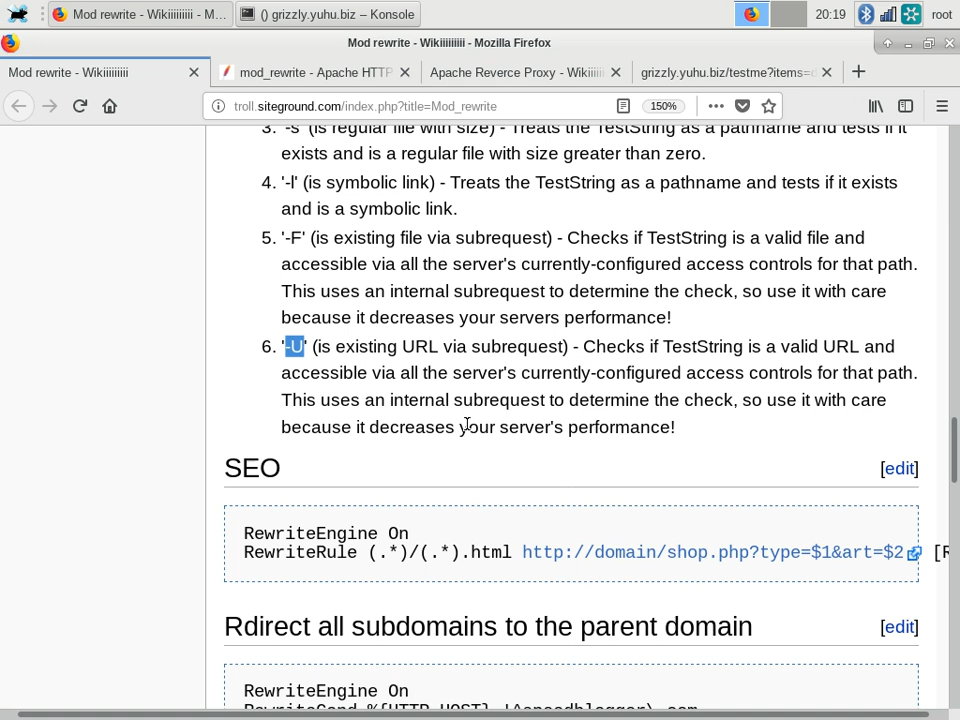 Mod rewrite - Wikiiiiiiiii - M...
() grizzly.yuhu.biz – Konsole
20:19
root
Mod rewrite - Wikiiiiiiiii - Mozilla Firefox
Mod rewrite - Wikiiiiiiiii
mod_rewrite - Apache HTTP
Apache Reverce Proxy - Wikiiiii
grizzly.yuhu.biz/testme?items=
troll.siteground.com/index.php?title=Mod_rewrite
150%
3. '-s' (is regular file with size) - Treats the TestString as a pathname and tests if it
exists and is a regular file with size greater than zero.
4. '-l' (is symbolic link) - Treats the TestString as a pathname and tests if it exists
and is a symbolic link.
5. '-F' (is existing file via subrequest) - Checks if TestString is a valid file and
accessible via all the server's currently-configured access controls for that path.
This uses an internal subrequest to determine the check, so use it with care
because it decreases your servers performance!
6. '-U' (is existing URL via subrequest) - Checks if TestString is a valid URL and
accessible via all the server's currently-configured access controls for that path.
This uses an internal subrequest to determine the check, so use it with care
because it decreases your server's performance!
SEO
[edit]
RewriteEngine On
RewriteRule (.*)/(.*).html http://domain/shop.php?type=$1&art=$2 [R
Rdirect all subdomains to the parent domain
[edit]
RewriteEngine On
RewriteCond %{HTTP_HOST} !^speedblogger\.com